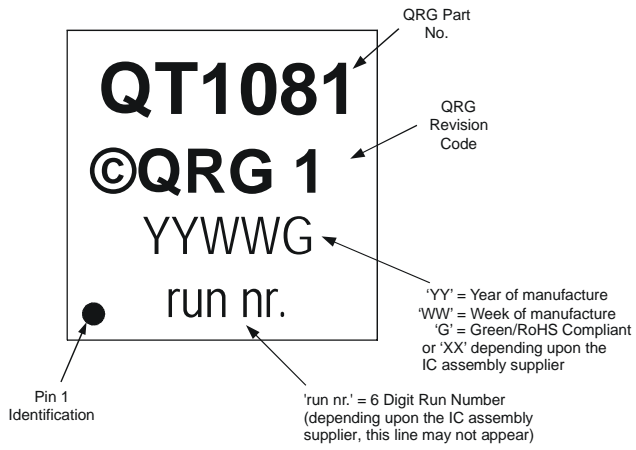 QRG Part
No.
QT1081
QRG
Revision
Code
©QRG 1
YYWWG
'YY' = Year of manufacture
'WW' = Week of manufacture
'G' = Green/RoHS Compliant
or 'XX' depending upon the
IC assembly supplier
run nr.
Pin 1
Identification
'run nr.' = 6 Digit Run Number
(depending upon the IC assembly
supplier, this line may not appear)